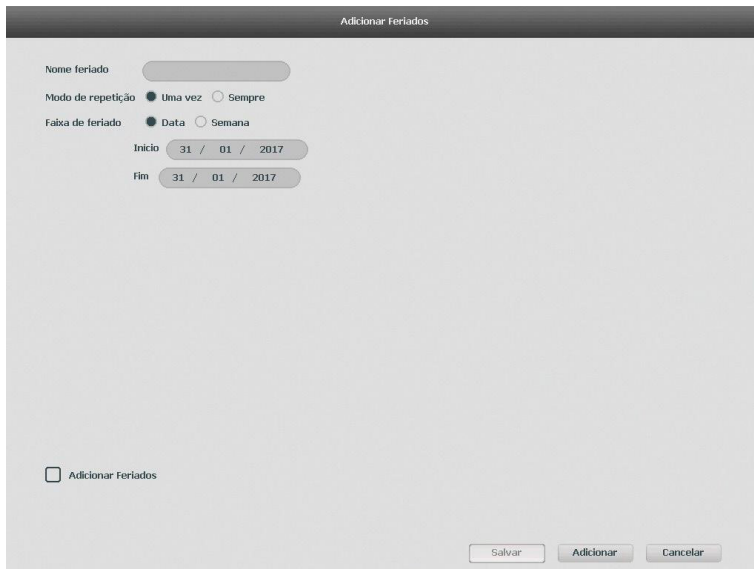 Adicionar Feriados
Nome feriado
Modo de repetição Uma vez Sempre
Faixa de feriado Data Semana
Inicio 31 / 01 / 2017
Fim 31 / 01 / 2017
Adicionar Feriados
Salvar Adicionar Cancelar